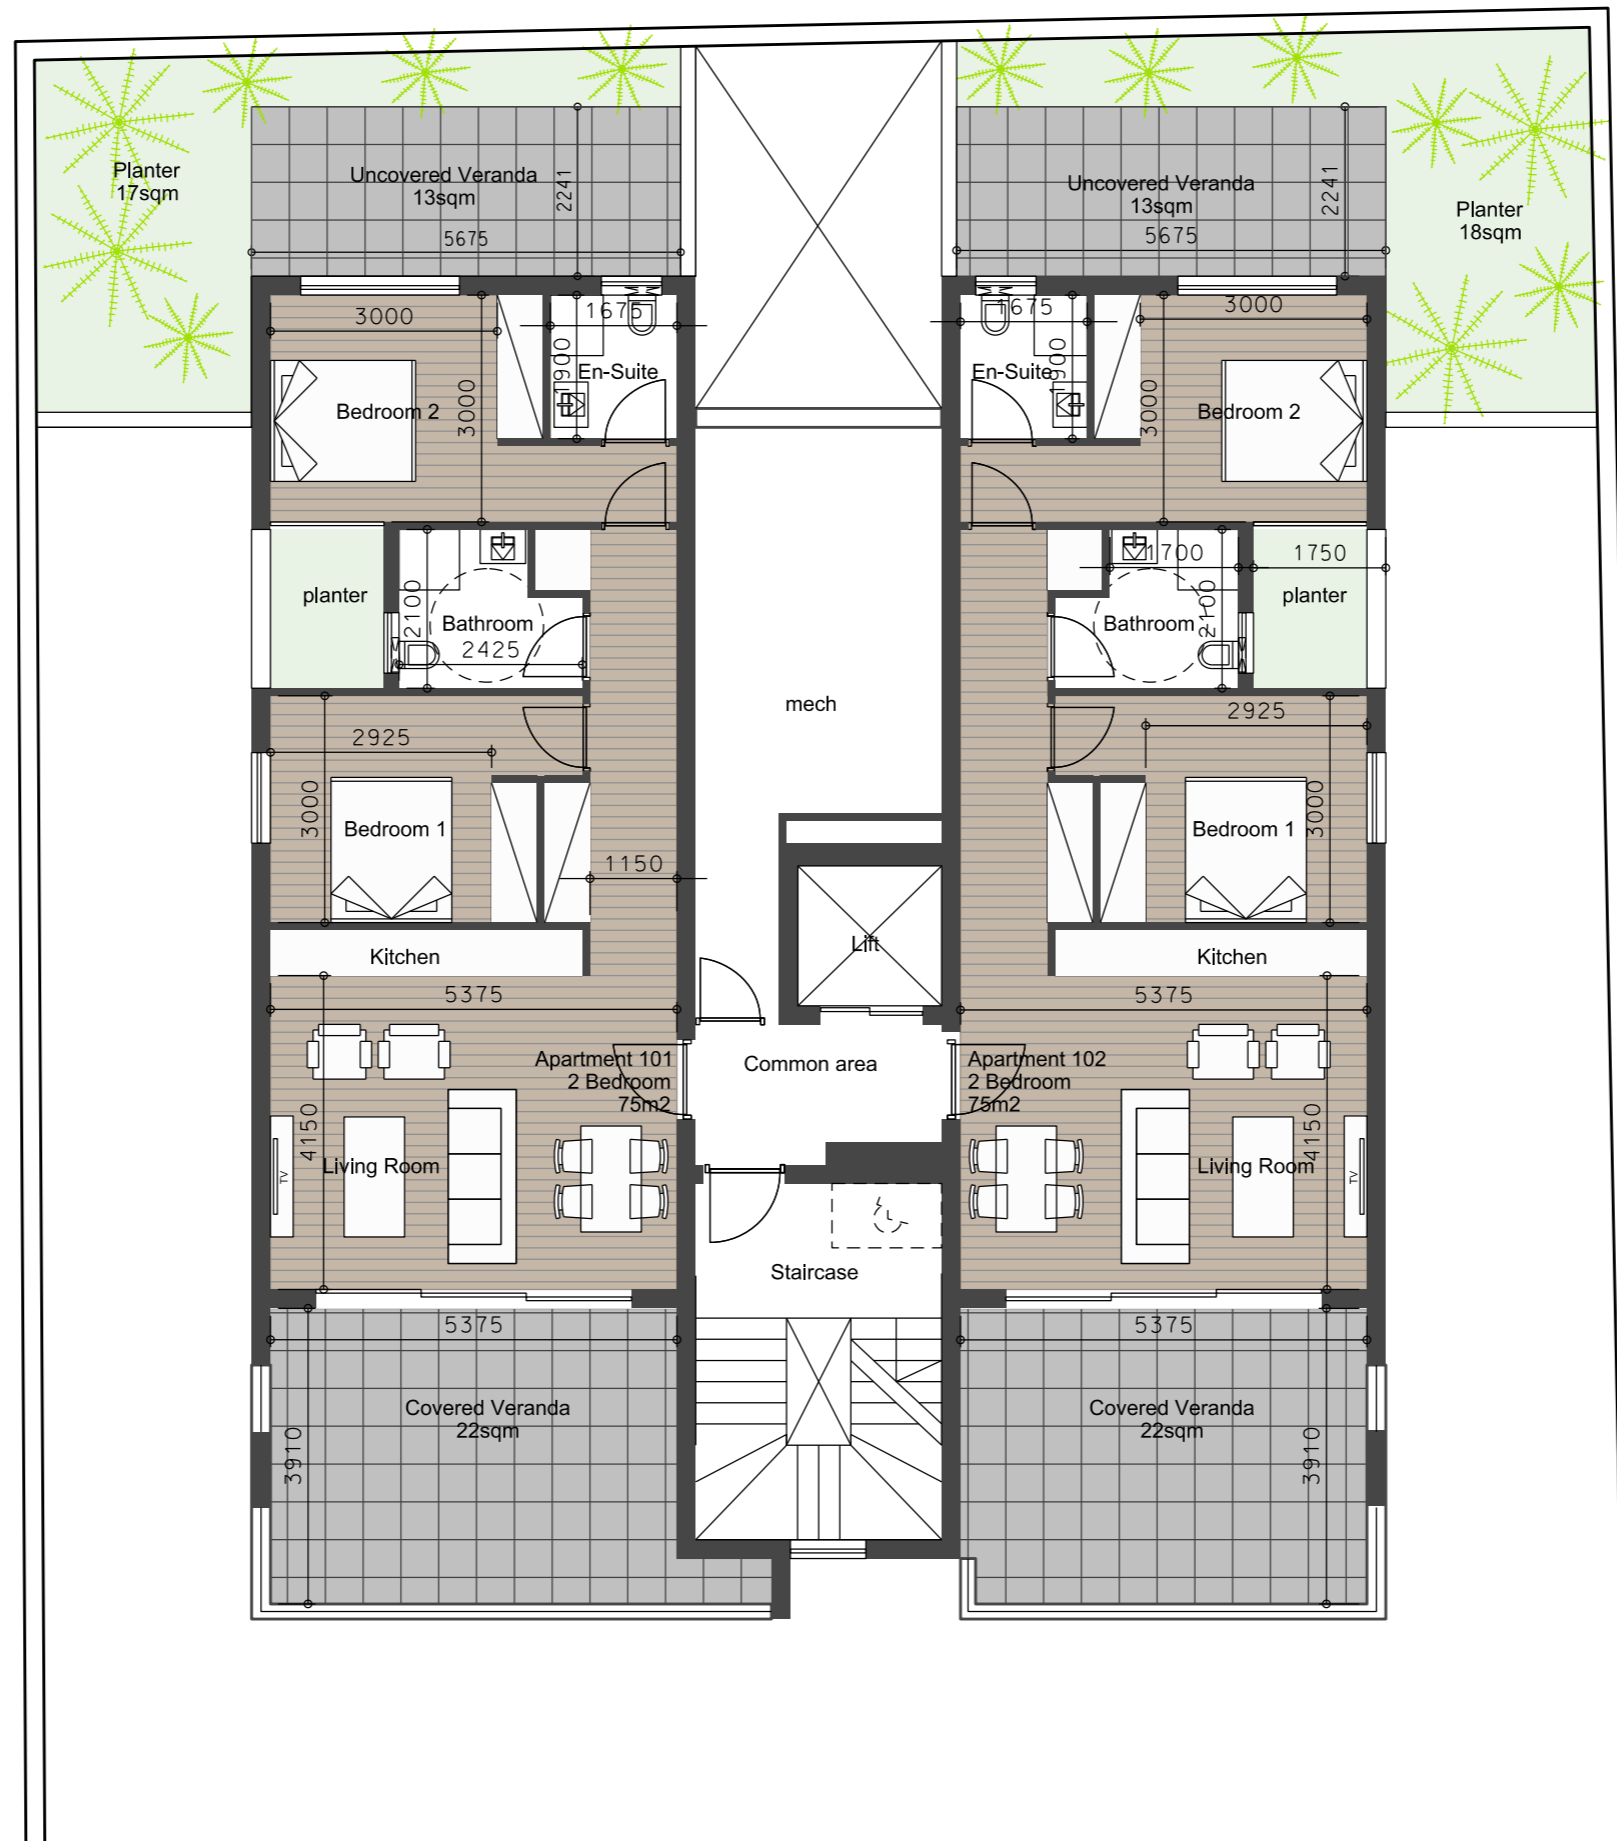 Planter
17sqm
Uncovered Veranda
13sqm
2241
5675
Uncovered Veranda
13sqm
2241
5675
Planter
18sqm
3000
1675
1900
En-Suite
Bedroom 2
3000
1675
1900
En-Suite
3000
Bedroom 2
3000
planter
2100
Bathroom
2425
1700
1750
2100
Bathroom
planter
mech
2925
3000
Bedroom 1
1150
2925
3000
Bedroom 1
Kitchen
5375
Lift
Kitchen
5375
Apartment 101
2 Bedroom
75m2
Common area
Apartment 102
2 Bedroom
75m2
4150
Living Room
TV
4150
Living Room
TV
Staircase
5375
5375
Covered Veranda
22sqm
3910
Covered Veranda
22sqm
3910